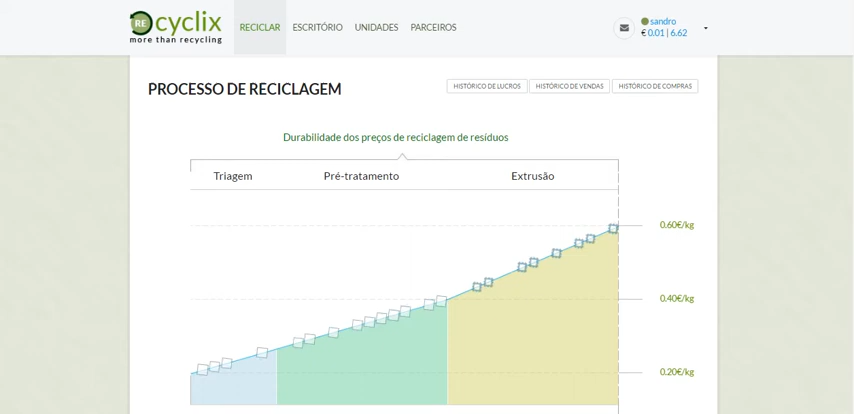 RE cyclix
more than recycling
RECICLAR ESCRITÓRIO UNIDADES PARCEIROS
sandro
€ 0.01 | 6.62
PROCESSO DE RECICLAGEM
HISTÓRICO DE LUCROS HISTÓRICO DE VENDAS HISTÓRICO DE COMPRAS
Durabilidade dos preços de reciclagem de resíduos
Triagem Pré-tratamento Extrusão
0.60€/kg
0.40€/kg
0.20€/kg